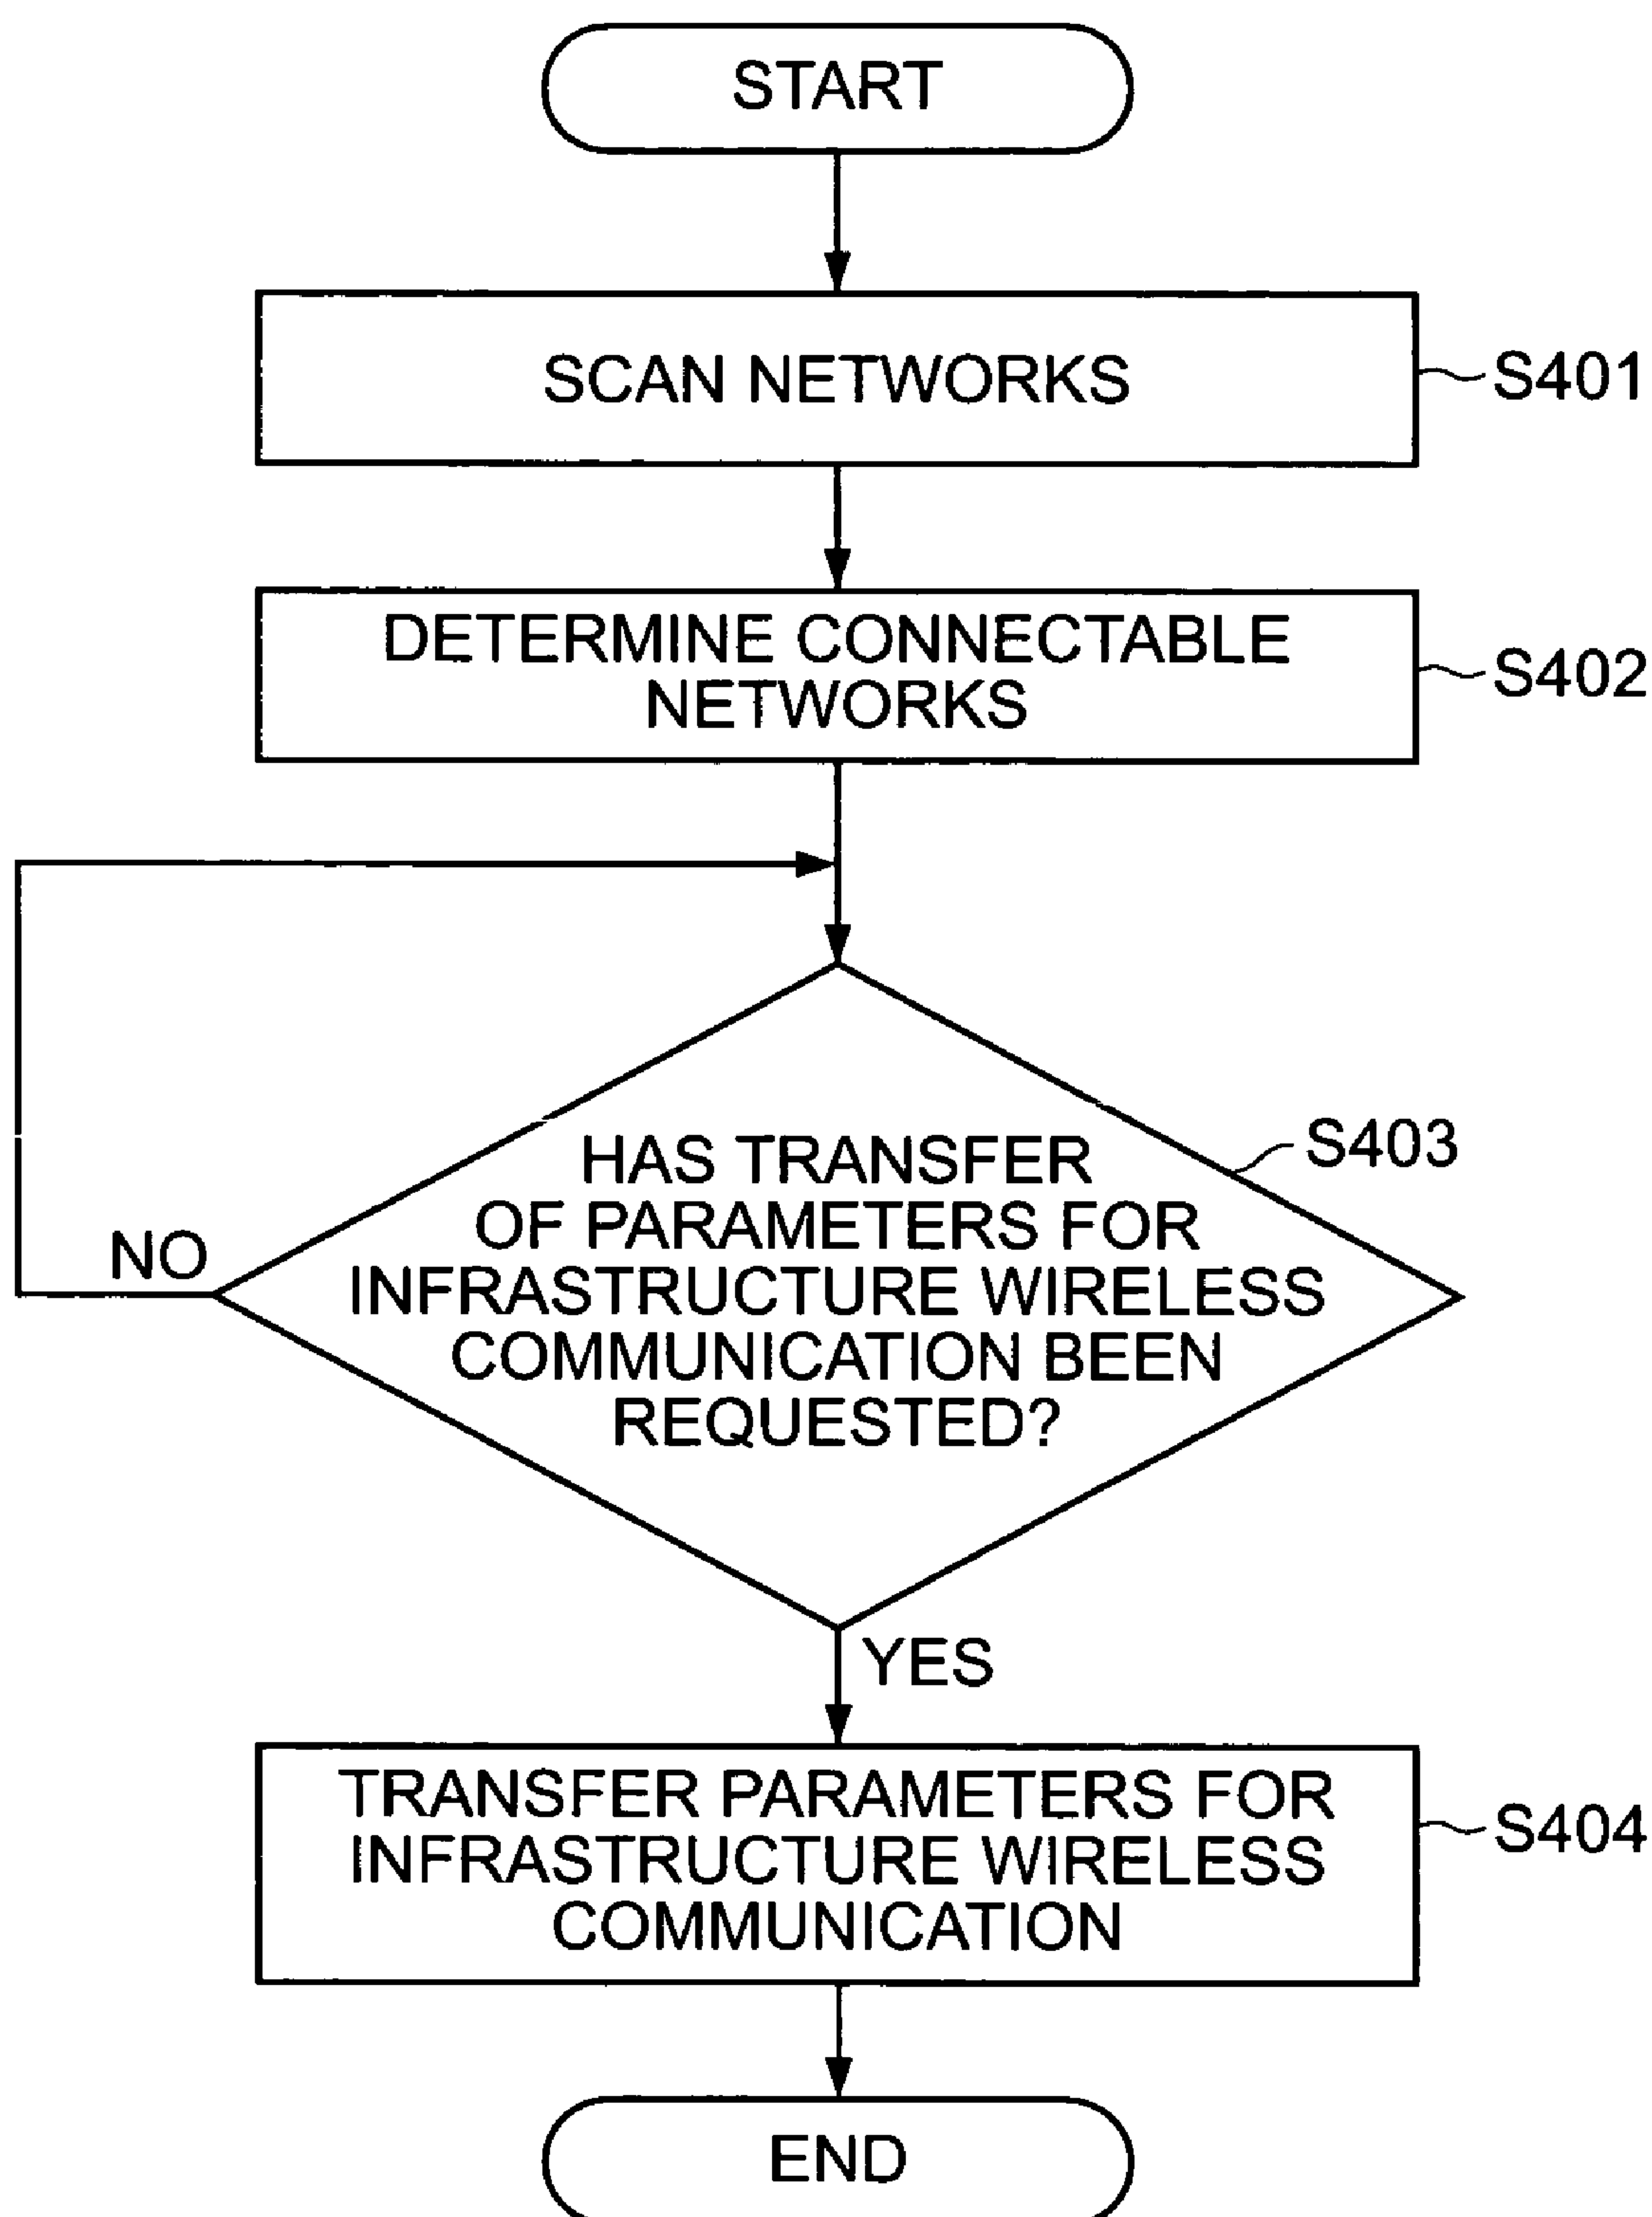 START
SCAN NETWORKS
S401
DETERMINE CONNECTABLE
NETWORKS
S402
HAS TRANSFER
OF PARAMETERS FOR
INFRASTRUCTURE WIRELESS
COMMUNICATION BEEN
REQUESTED?
S403
NO
YES
TRANSFER PARAMETERS FOR
INFRASTRUCTURE WIRELESS
COMMUNICATION
S404
END